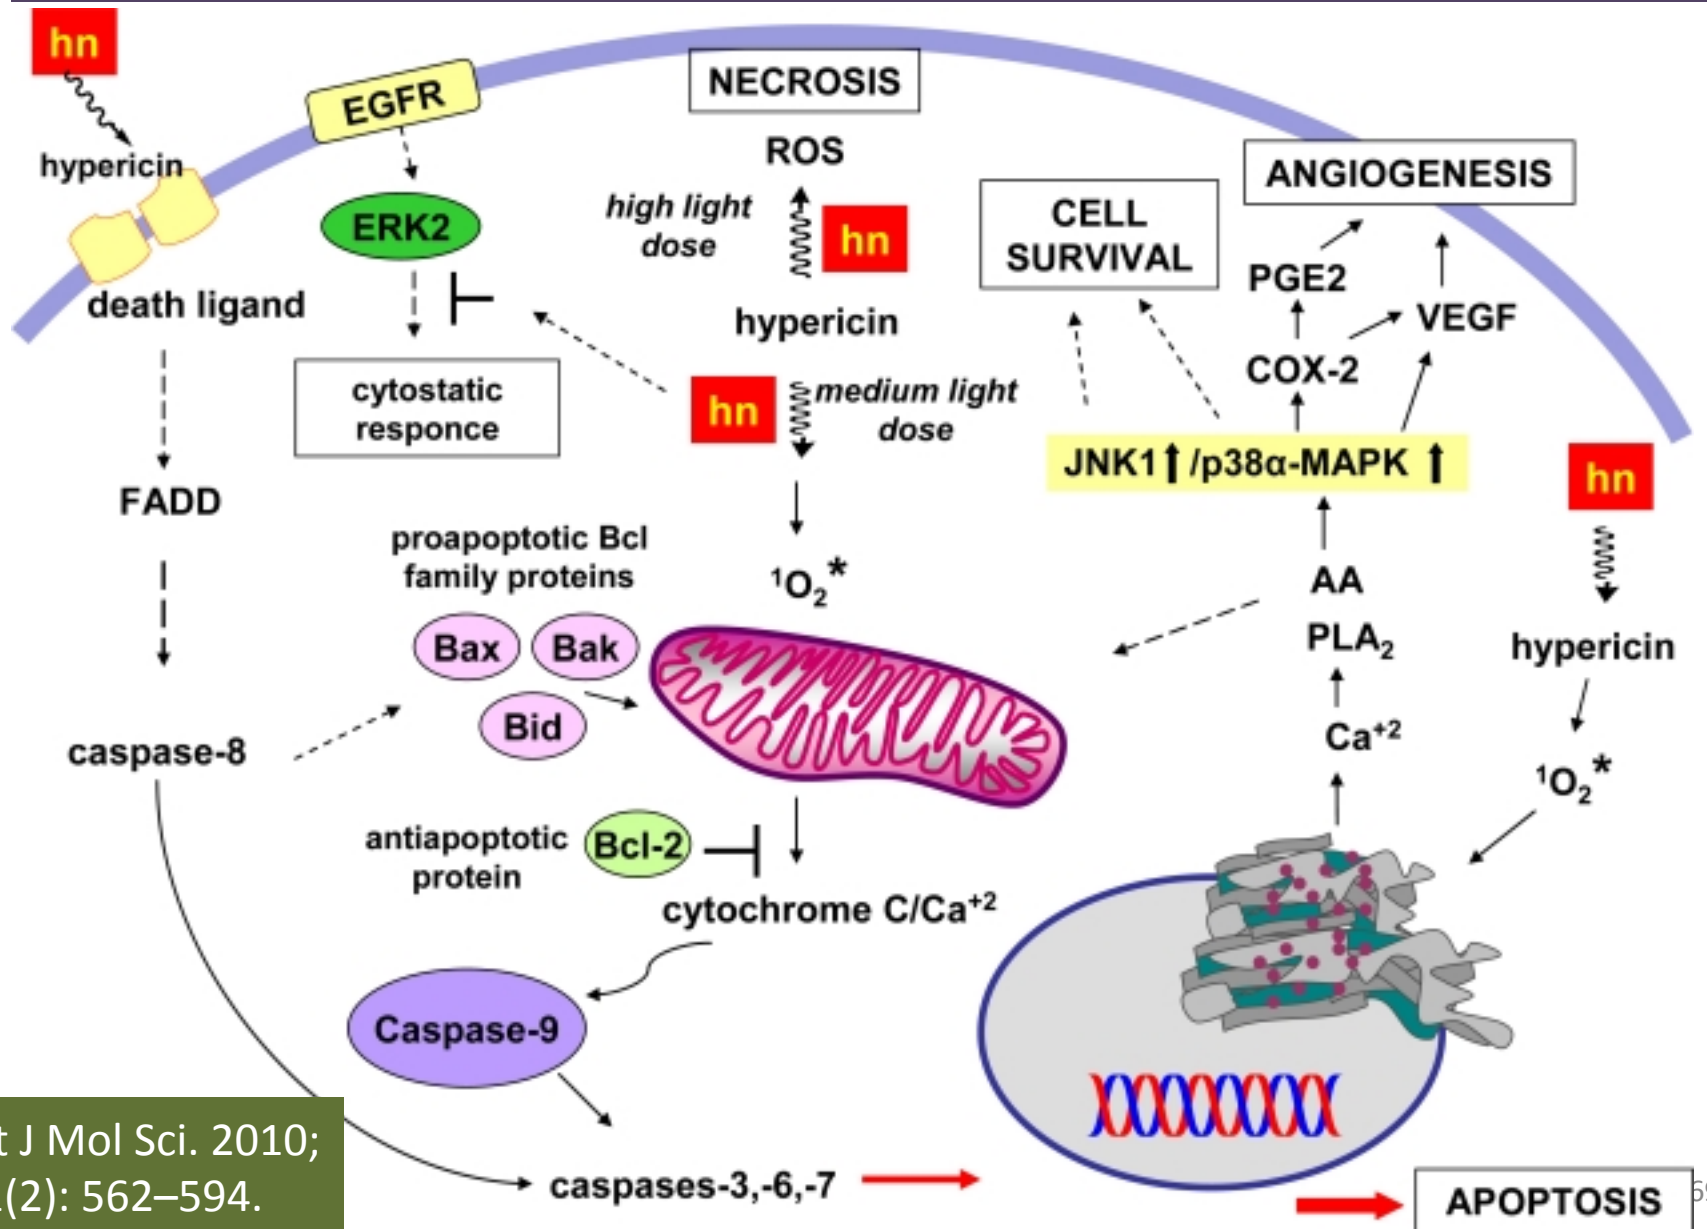 hn
hypericin
EGFR
ERK2
death ligand
cytostatic
responce
FADD
caspase-8
NECROSIS
ROS
high light
dose
hn
hypericin
hn
medium light
dose
¹O₂*
proapoptotic Bcl
family proteins
Bax
Bak
Bid
antiapoptotic
protein
Bcl-2
cytochrome C/Ca⁺²
Caspase-9
caspases-3,-6,-7
CELL
SURVIVAL
ANGIOGENESIS
PGE2
VEGF
COX-2
JNK1↑/p38α-MAPK ↑
AA
PLA₂
Ca⁺²
hn
hypericin
¹O₂*
APOPTOSIS
t J Mol Sci. 2010;
(2): 562–594.